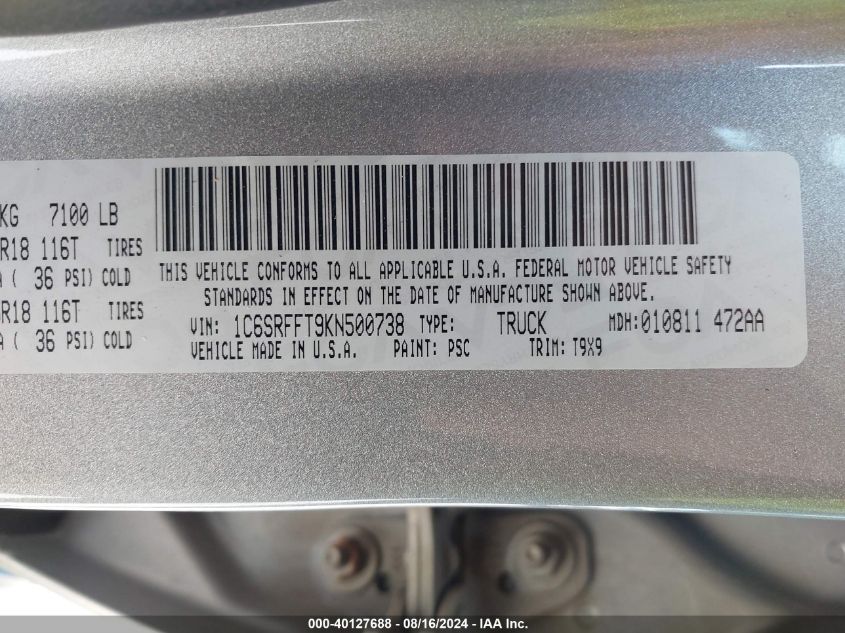 KG 7100 LB
R18 116T TIRES
A ( 36 PSI) COLD
R18 116T TIRES
A ( 36 PSI) COLD
THIS VEHICLE CONFORMS TO ALL APPLICABLE U.S.A. FEDERAL MOTOR VEHICLE SAFETY
STANDARDS IN EFFECT ON THE DATE OF MANUFACTURE SHOWN ABOVE.
VIN: 1C6SRFFT9KN500738 TYPE: TRUCK MDH:010811 472AA
VEHICLE MADE IN U.S.A. PAINT: PSC TRIM: T9X9
000-40127688 - 08/16/2024 - IAA Inc.